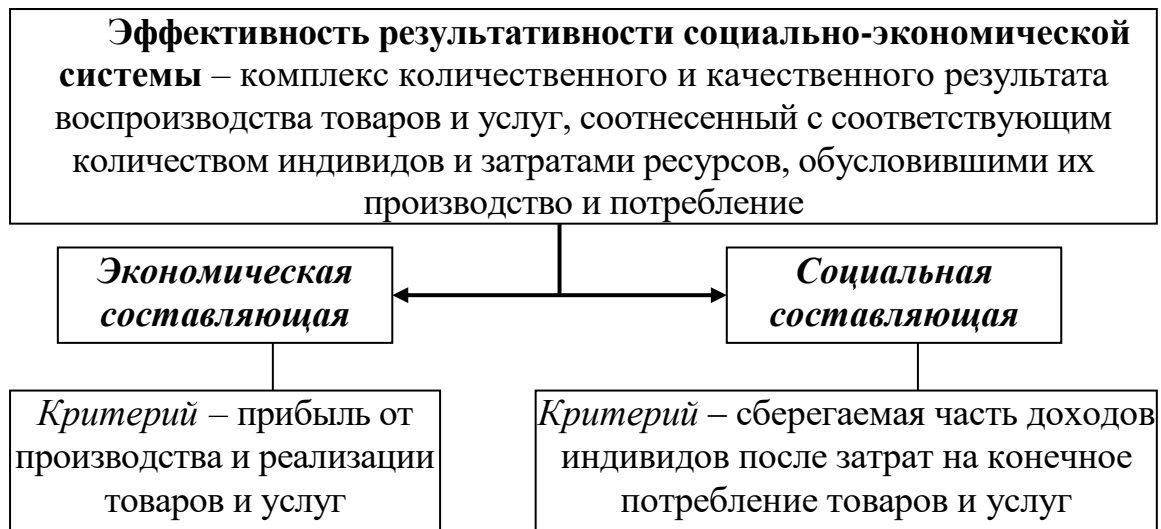 Эффективность результативности социально-экономической
системы – комплекс количественного и качественного результата
воспроизводства товаров и услуг, соотнесенный с соответствующим
количеством индивидов и затратами ресурсов, обусловившими их
производство и потребление
Экономическая
составляющая
Социальная
составляющая
Критерий – прибыль от
производства и реализации
товаров и услуг
Критерий – сберегаемая часть доходов
индивидов после затрат на конечное
потребление товаров и услуг